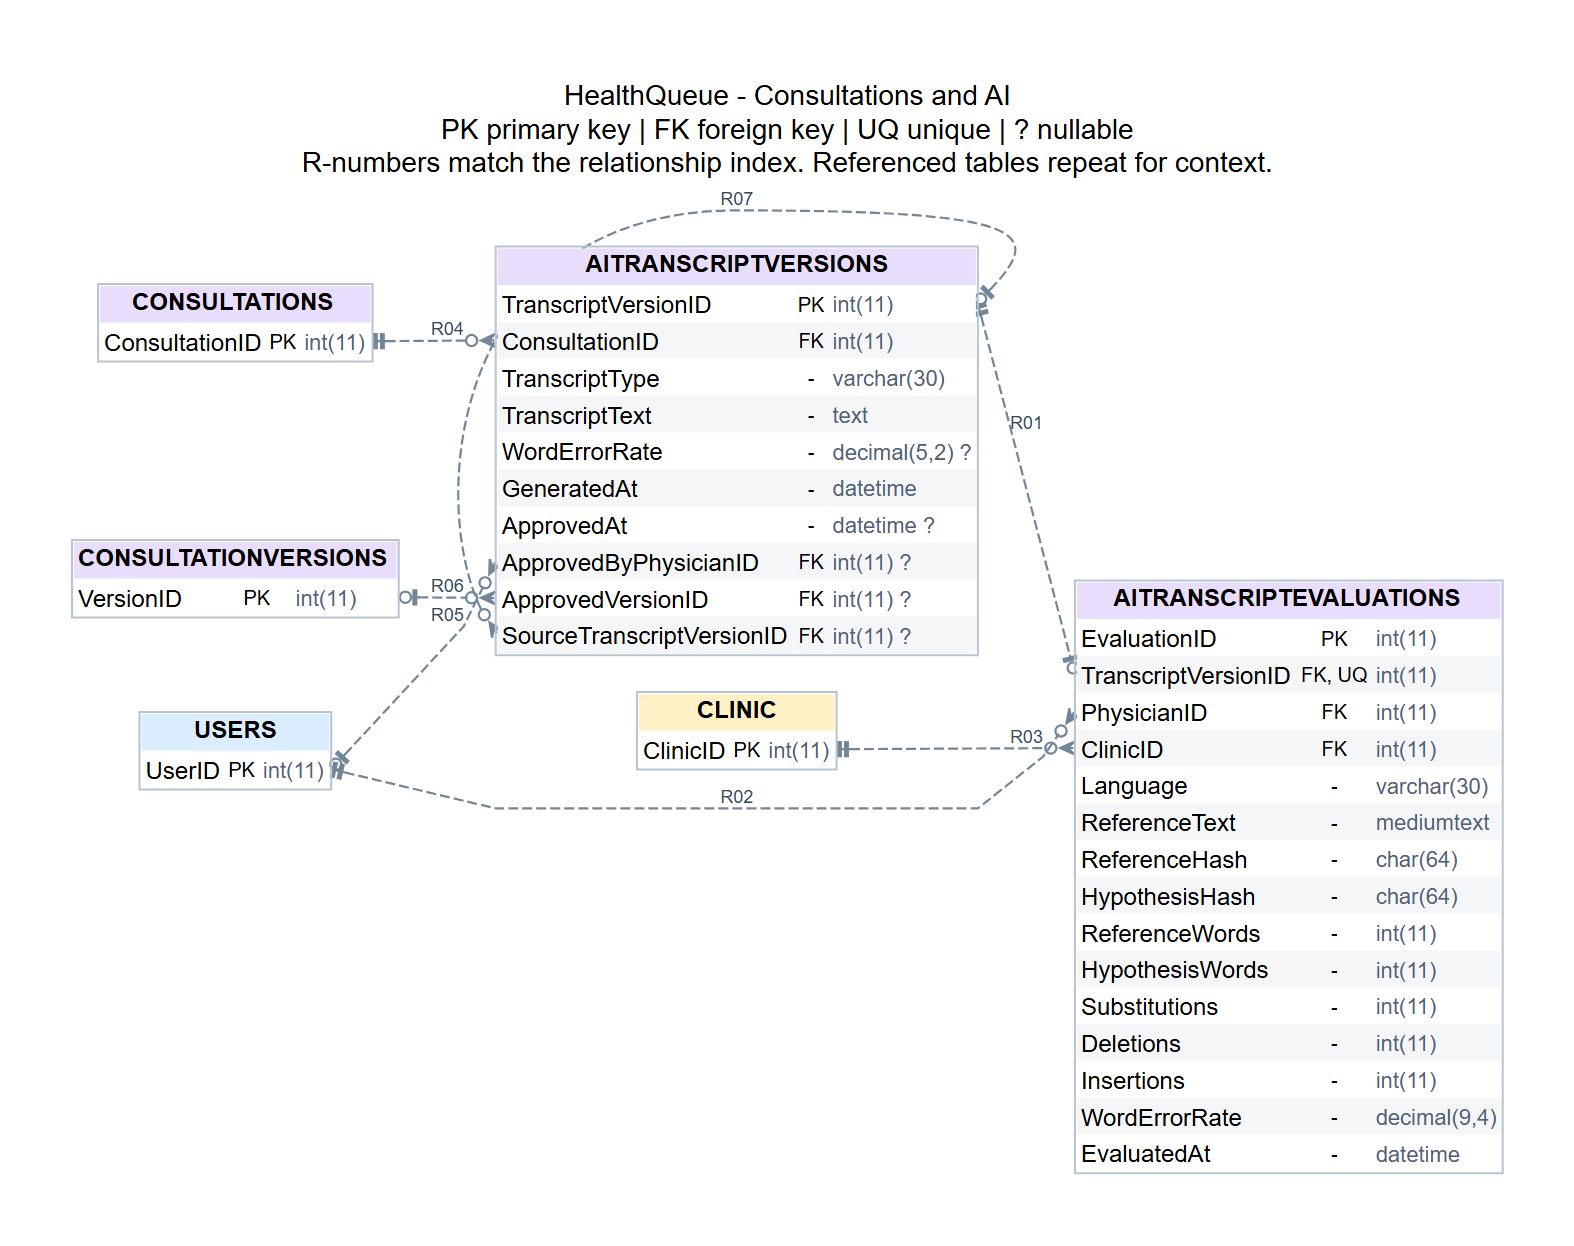 HealthQueue - Consultations and AI
PK primary key | FK foreign key | UQ unique | ? nullable
R-numbers match the relationship index. Referenced tables repeat for context.
R07
AITRANSCRIPTVERSIONS
TranscriptVersionID PK int(11)
ConsultationID FK int(11)
TranscriptType - varchar(30)
TranscriptText - text
WordErrorRate - decimal(5,2) ?
GeneratedAt - datetime
ApprovedAt - datetime ?
ApprovedByPhysicianID FK int(11) ?
ApprovedVersionID FK int(11) ?
SourceTranscriptVersionID FK int(11) ?
CONSULTATIONS
ConsultationID PK int(11)
R04
R01
CONSULTATIONVERSIONS
VersionID PK int(11)
R06
R05
USERS
UserID PK int(11)
CLINIC
ClinicID PK int(11)
R03
R02
AITRANSCRIPTEVALUATIONS
EvaluationID PK int(11)
TranscriptVersionID FK, UQ int(11)
PhysicianID FK int(11)
ClinicID FK int(11)
Language - varchar(30)
ReferenceText - mediumtext
ReferenceHash - char(64)
HypothesisHash - char(64)
ReferenceWords - int(11)
HypothesisWords - int(11)
Substitutions - int(11)
Deletions - int(11)
Insertions - int(11)
WordErrorRate - decimal(9,4)
EvaluatedAt - datetime